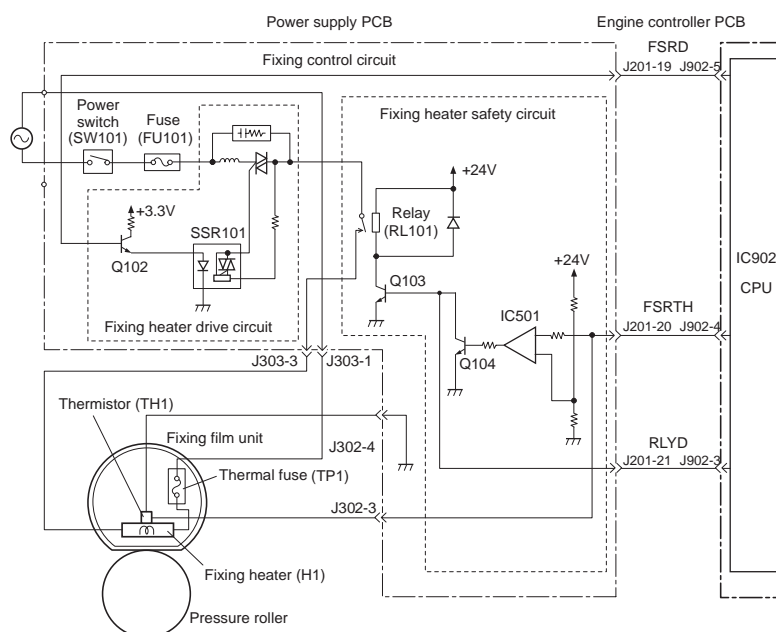 Power supply PCB
Engine controller PCB
Fixing control circuit
FSRD
J201-19 J902-5
Power
switch
(SW101)
Fuse
(FU101)
Fixing heater safety circuit
+24V
+3.3V
SSR101
Relay
(RL101)
Q102
Q103
+24V
IC501
IC902
CPU
FSRTH
J201-20 J902-4
Fixing heater drive circuit
Q104
J303-3
J303-1
Thermistor (TH1)
Fixing film unit
J302-4
RLYD
J201-21 J902-3
Thermal fuse (TP1)
J302-3
Fixing heater (H1)
Pressure roller